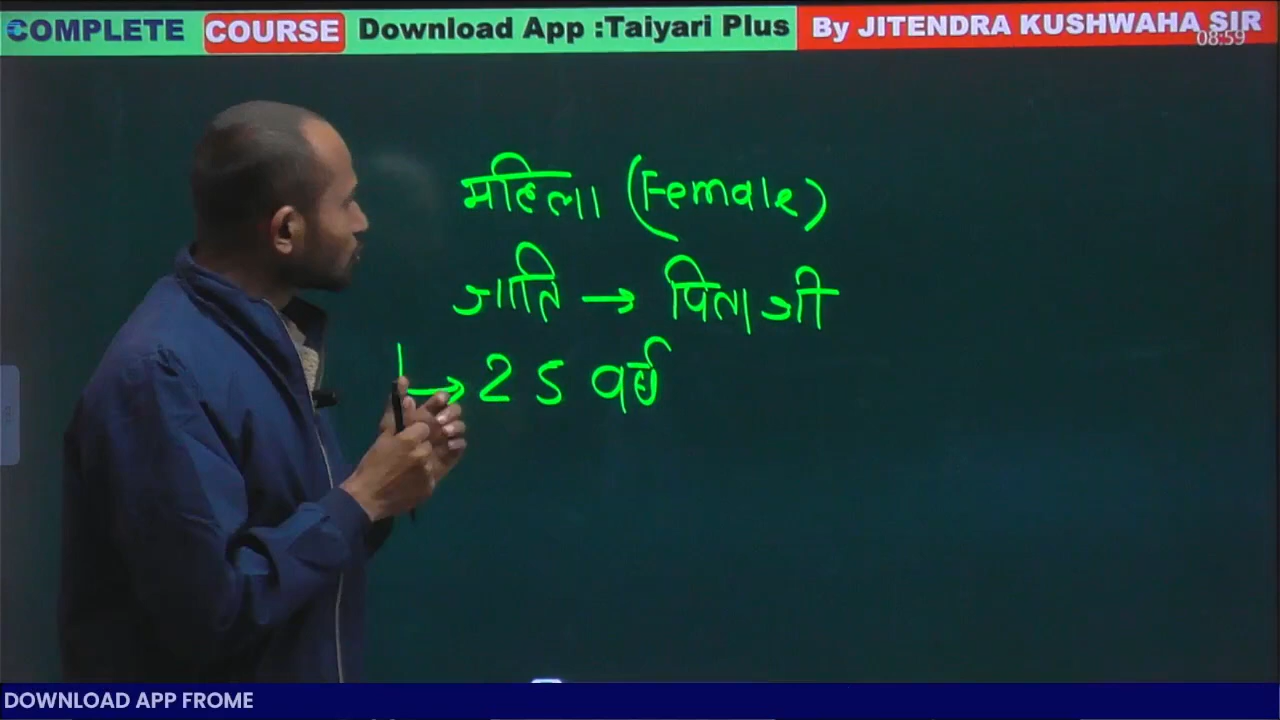 COMPLETE COURSE Download App :Taiyari Plus By JITENDRA KUSHWAHA SIR
08:59
महिला (Female)
जाति → पिता जी
↳ 25 वर्ष
DOWNLOAD APP FROME